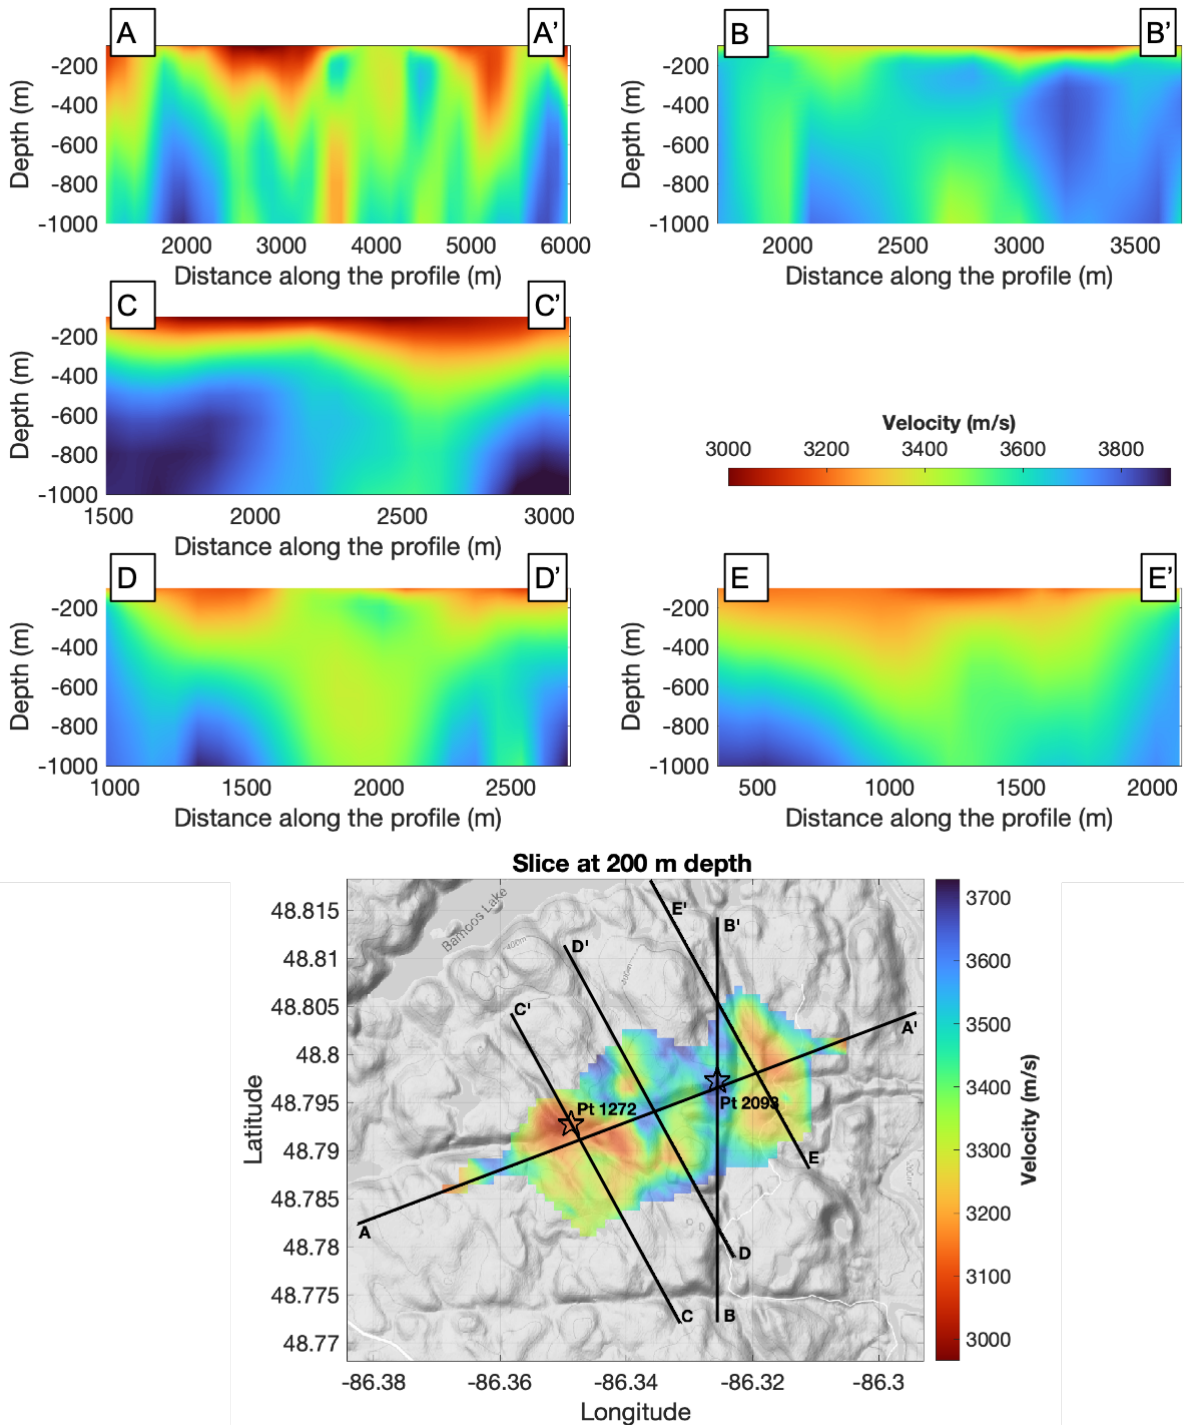 A A’ B B’
-200
-400
-600
-800
-1000
Depth (m)
2000 3000 4000 5000 6000
Distance along the profile (m)
-200
-400
-600
-800
-1000
Depth (m)
2000 2500 3000 3500
Distance along the profile (m)
C C’
-200
-400
-600
-800
-1000
Depth (m)
1500 2000 2500 3000
Distance along the profile (m)
Velocity (m/s)
3000 3200 3400 3600 3800
D D’ E E’
-200
-400
-600
-800
-1000
Depth (m)
1000 1500 2000 2500
Distance along the profile (m)
-200
-400
-600
-800
-1000
Depth (m)
500 1000 1500 2000
Distance along the profile (m)
Slice at 200 m depth
48.815
48.81
48.805
48.8
48.795
48.79
48.785
48.78
48.775
48.77
Latitude
Bamoos Lake
400m
E'
B'
D'
C'
A'
Pt 1272
Pt 2093
E
A
D
C
B
-86.38 -86.36 -86.34 -86.32 -86.3
Longitude
3700
3600
3500
3400
3300
3200
3100
3000
Velocity (m/s)